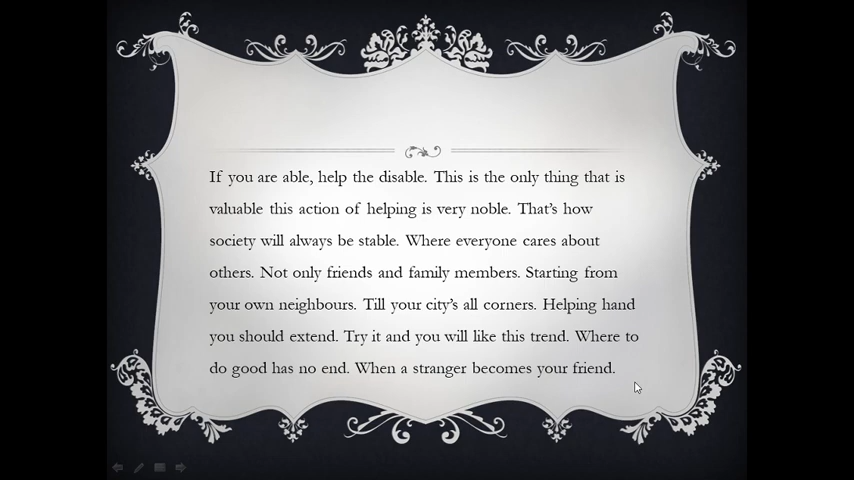 If you are able, help the disable. This is the only thing that is
valuable this action of helping is very noble. That's how
society will always be stable. Where everyone cares about
others. Not only friends and family members. Starting from
your own neighbours. Till your city's all corners. Helping hand
you should extend. Try it and you will like this trend. Where to
do good has no end. When a stranger becomes your friend.